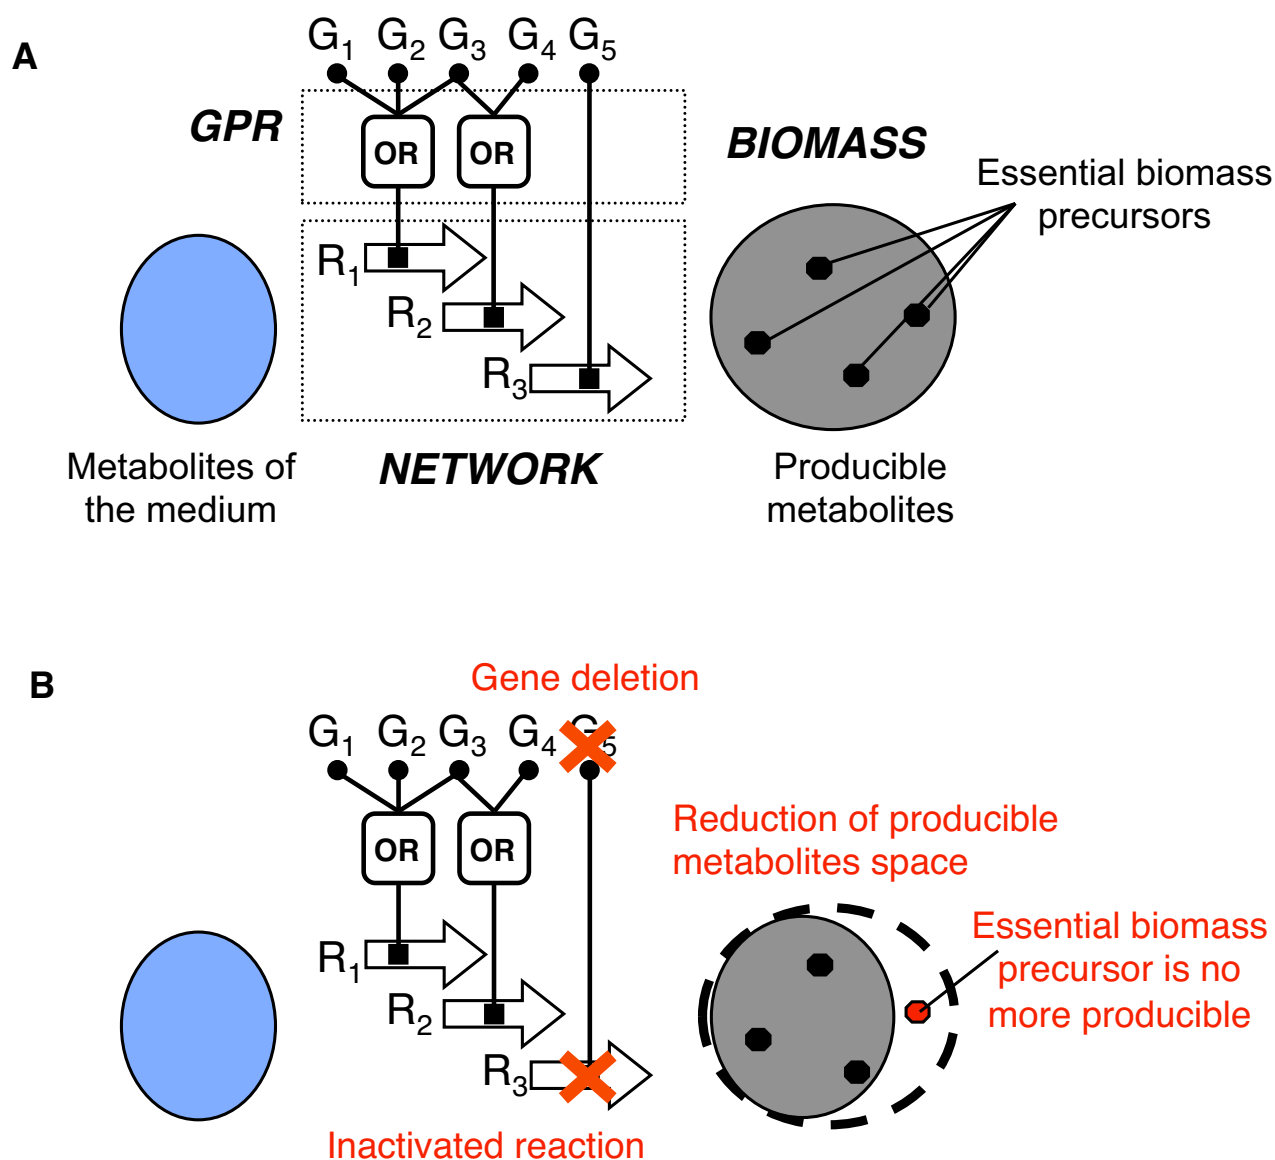 A
G1 G2 G3 G4 G5
GPR
OR OR
BIOMASS
Essential biomass
precursors
R1
R2
R3
Metabolites of
the medium
NETWORK
Producible
metabolites
B
Gene deletion
G1 G2 G3 G4 G5
OR OR
Reduction of producible
metabolites space
Essential biomass
precursor is no
more producible
R1
R2
R3
Inactivated reaction